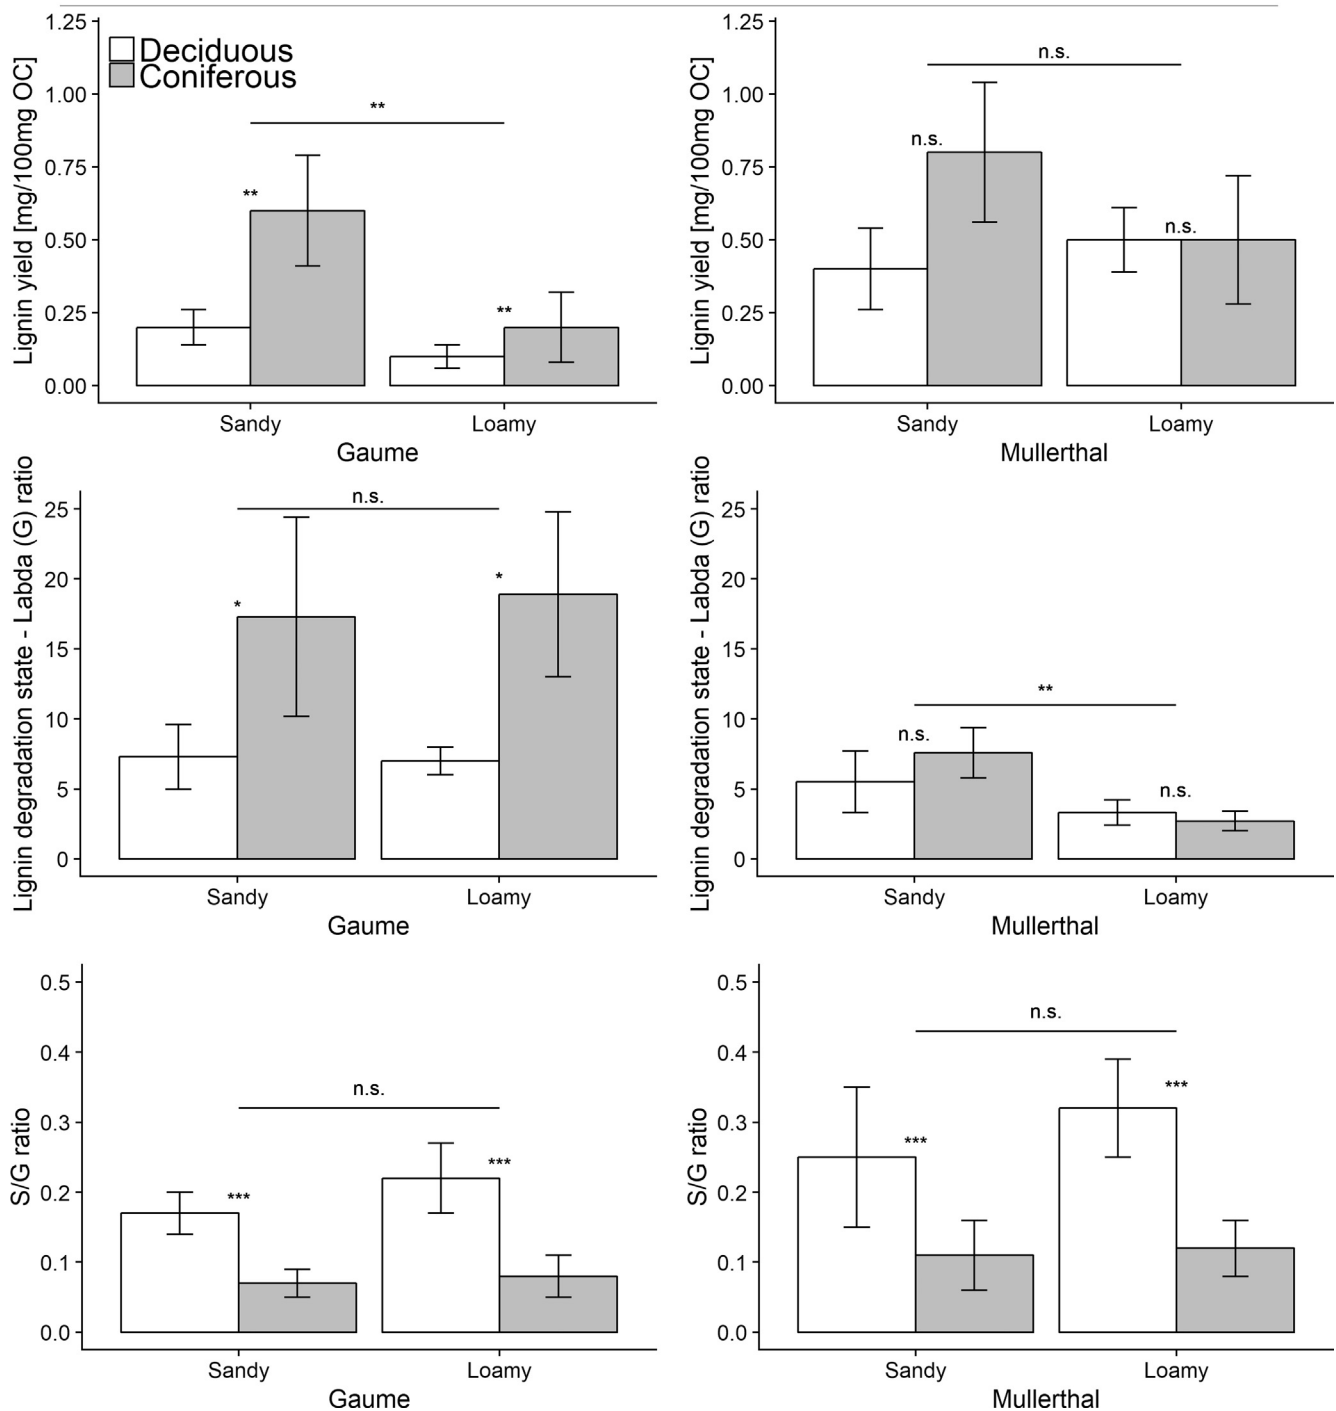 Lignin yield [mg/100mg OC]
1.25
1.00
0.75
0.50
0.25
0.00
Deciduous
Coniferous
**
**
**
Sandy
Loamy
Gaume
Lignin yield [mg/100mg OC]
1.25
1.00
0.75
0.50
0.25
0.00
n.s.
n.s.
n.s.
Sandy
Loamy
Mullerthal
Lignin degradation state - Labda (G) ratio
25
20
15
10
5
0
n.s.
*
*
Sandy
Loamy
Gaume
Lignin degradation state - Labda (G) ratio
25
20
15
10
5
0
**
n.s.
n.s.
Sandy
Loamy
Mullerthal
S/G ratio
0.5
0.4
0.3
0.2
0.1
0.0
n.s.
***
***
Sandy
Loamy
Gaume
S/G ratio
0.5
0.4
0.3
0.2
0.1
0.0
n.s.
***
***
Sandy
Loamy
Mullerthal